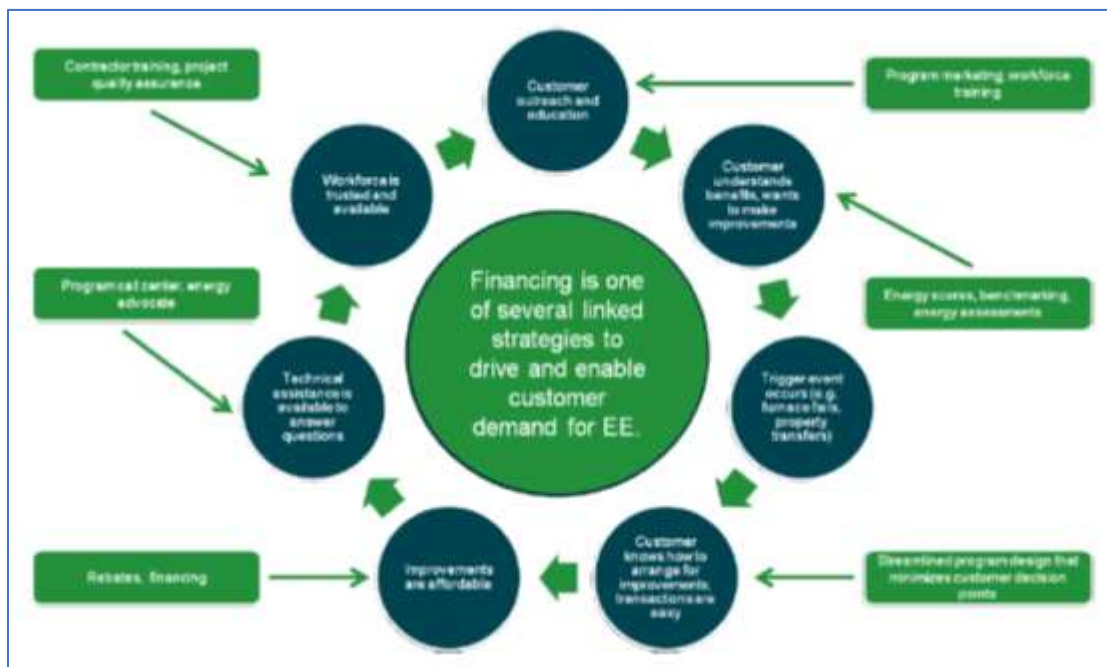 Contractor training, project
quality assurance
Customer
outreach and
education
Program marketing, workforce
training
Workforce is
trusted and
available
Customer
understands
benefits, wants
to make
improvements
Financing is one
of several linked
strategies to
drive and enable
customer
demand for EE.
Program call center, energy
advocate
Energy scores, benchmarking,
energy assessments
Technical
assistance is
available to
answer
questions
Trigger event
occurs (e.g.
furnace fails,
property
transfers)
Improvements
are affordable
Customer
knows how to
arrange for
improvements,
transactions are
easy
Rebates, financing
Streamlined program design that
minimizes customer decision
points